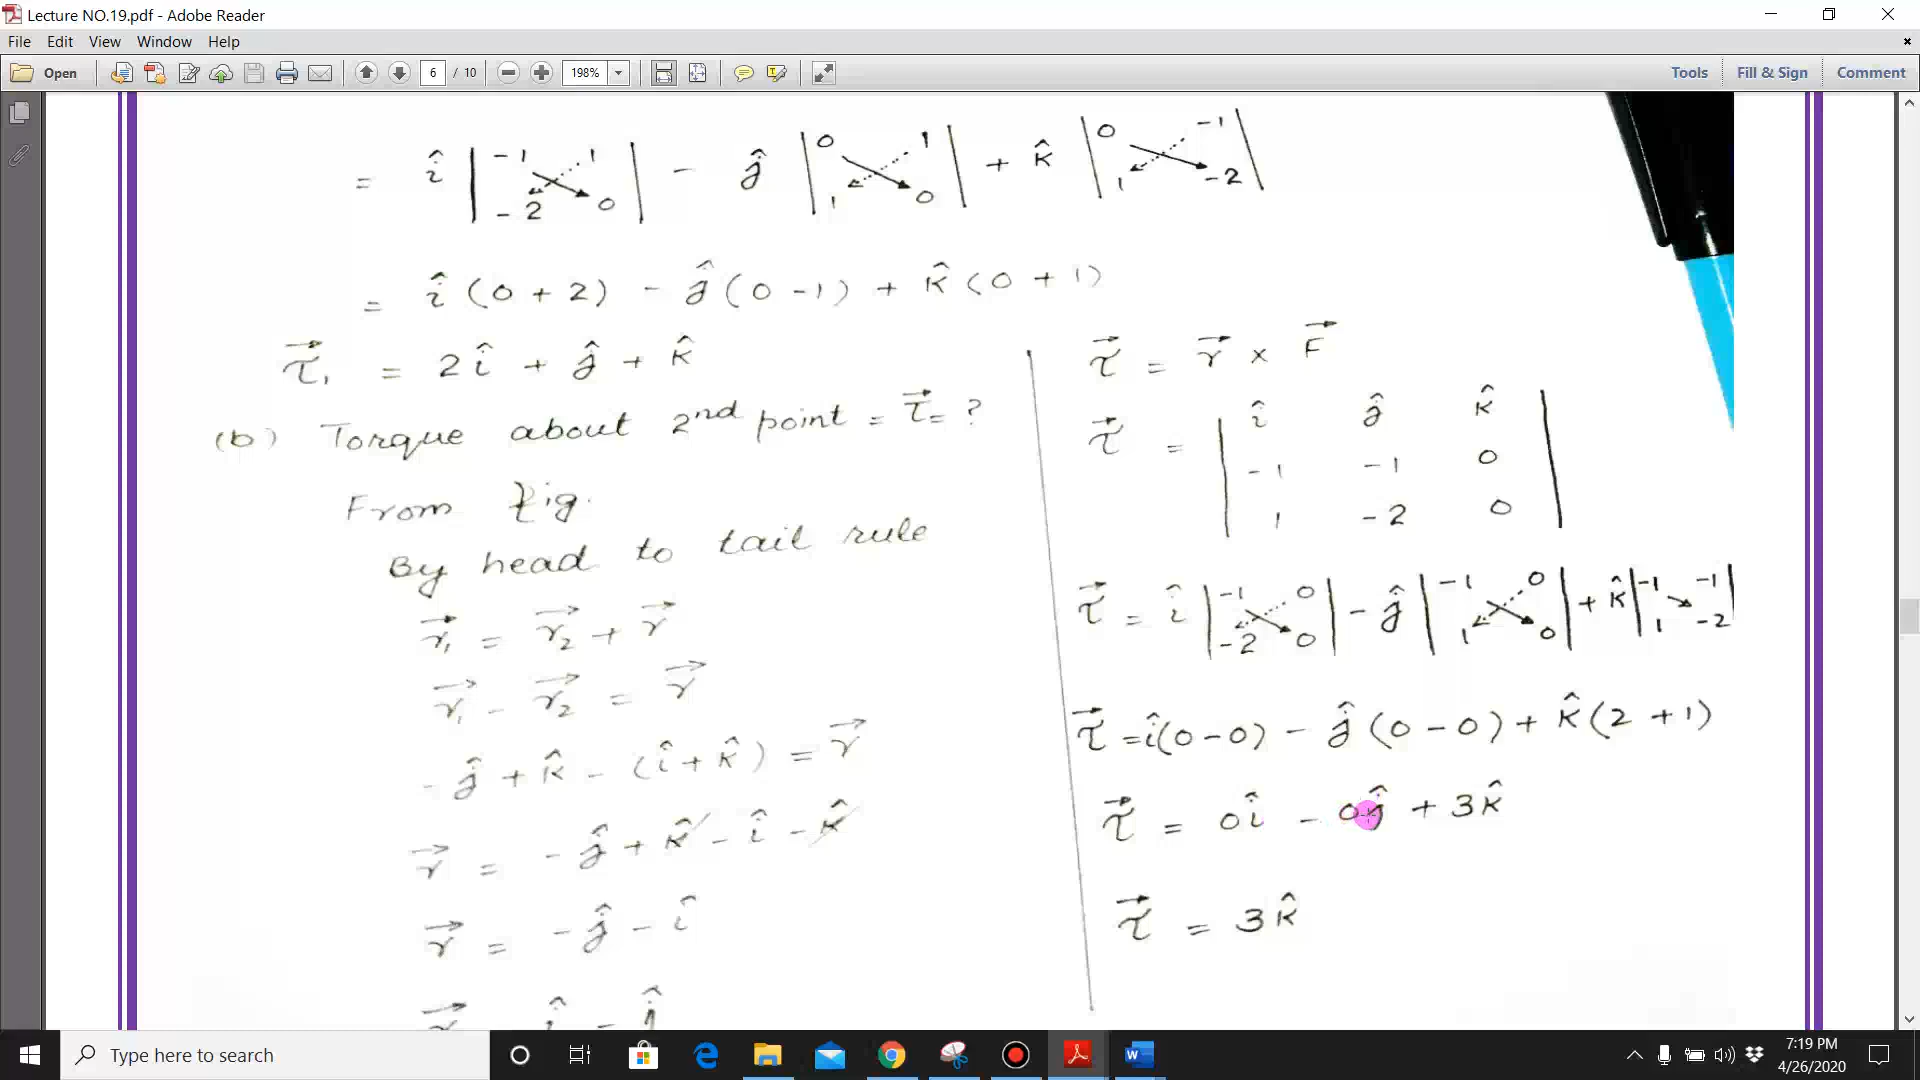 Lecture NO.19.pdf - Adobe Reader
File Edit View Window Help
Open 6 / 10 198% Tools Fill & Sign Comment
= î | -1 1 | - ĵ | 0 1 | + k̂ | 0 -1 |
-2 0 1 0 1 -2
= î (0 + 2) - ĵ (0 - 1) + k̂ (0 + 1)
τ⃗₁ = 2î + ĵ + k̂
(b) Torque about 2nd point = τ⃗ = ?
From fig.
By head to tail rule
r⃗₁ = r⃗₂ + r⃗
r⃗₁ - r⃗₂ = r⃗
- ĵ + k̂ - (î + k̂) = r⃗
r⃗ = - ĵ + k̂ - î - k̂
r⃗ = - ĵ - î
r⃗ î - ĵ
τ⃗ = r⃗ × F⃗
τ⃗ = | î ĵ k̂ |
-1 -1 0
1 -2 0
τ⃗ = î | -1 0 | - ĵ | -1 0 | + k̂ | -1 -1 |
-2 0 1 0 1 -2
τ⃗ = î(0-0) - ĵ (0-0) + k̂ (2 + 1)
τ⃗ = 0î - 0ĵ + 3k̂
τ⃗ = 3k̂
Type here to search
7:19 PM
4/26/2020